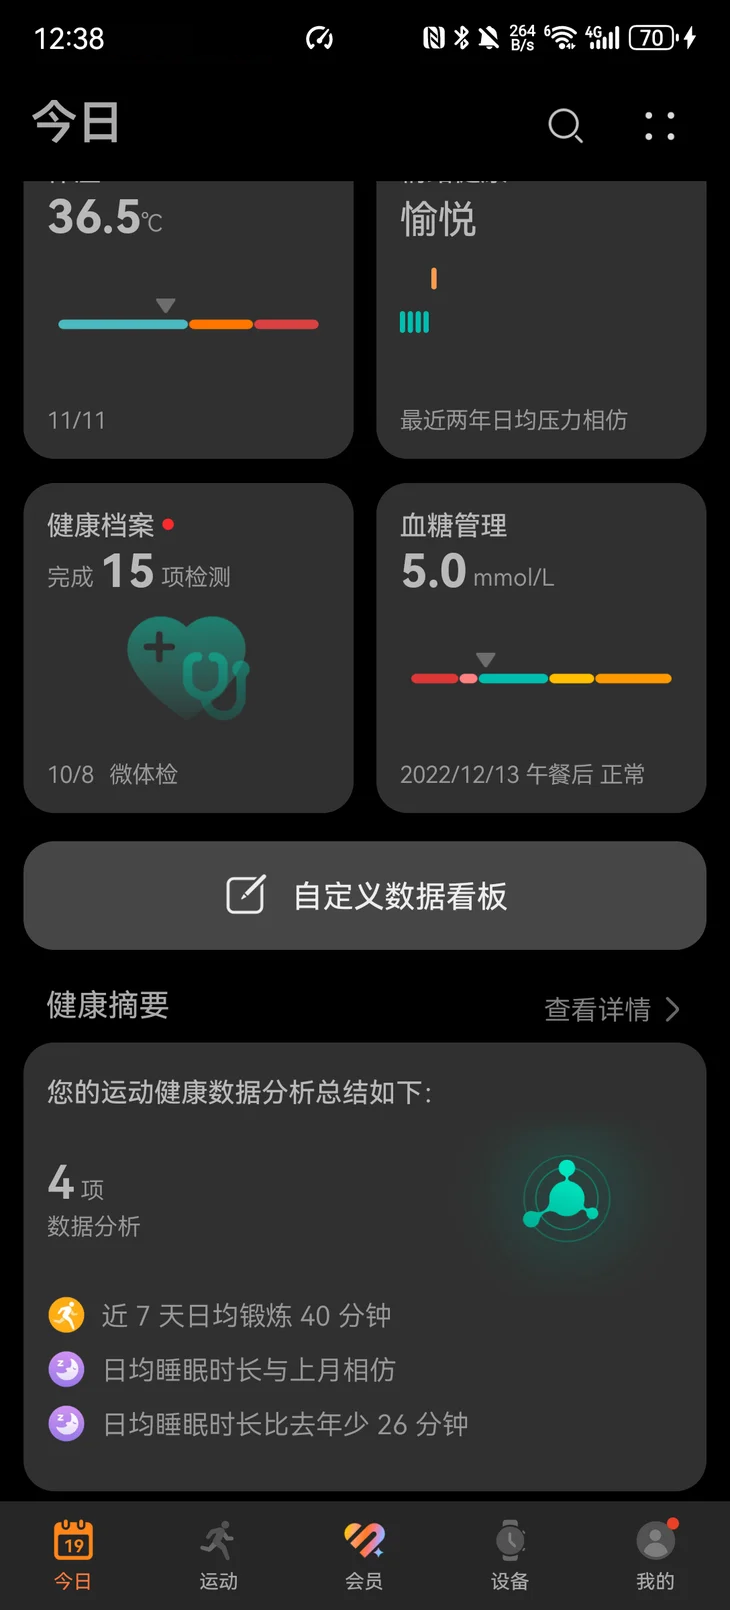 12:38
264 B/s
6
4G
70
今日
36.5℃
愉悦
11/11
最近两年日均压力相仿
健康档案
完成 15 项检测
10/8 微体检
血糖管理
5.0 mmol/L
2022/12/13 午餐后 正常
自定义数据看板
健康摘要
查看详情
您的运动健康数据分析总结如下:
4 项
数据分析
近 7 天日均锻炼 40 分钟
日均睡眠时长与上月相仿
日均睡眠时长比去年少 26 分钟
19
今日
运动
会员
设备
我的